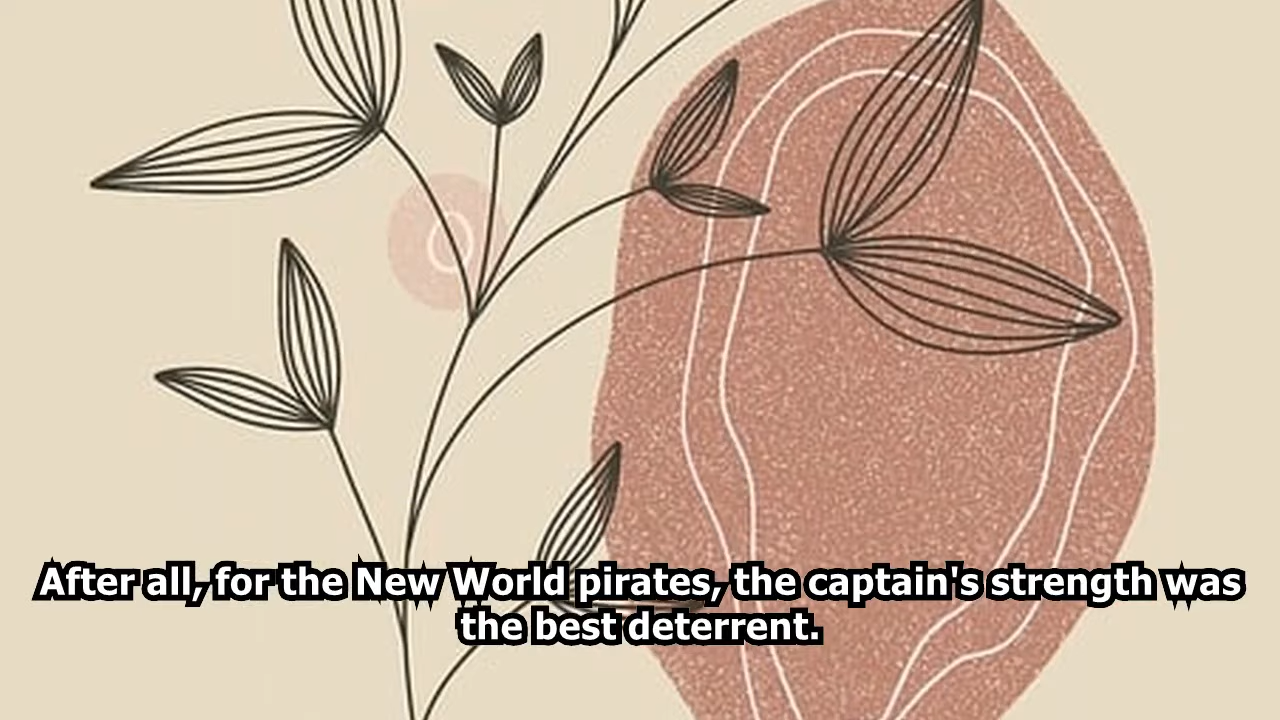 After all, for the New World pirates, the captain's strength was
the best deterrent.